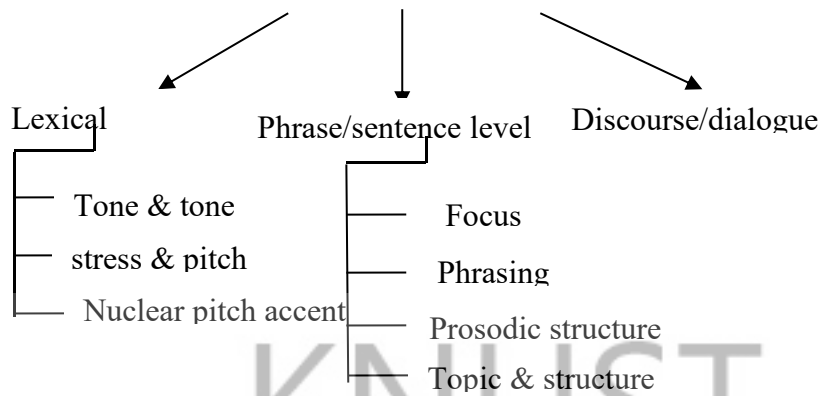 Lexical
Phrase/sentence level
Discourse/dialogue
Tone & tone
stress & pitch
Nuclear pitch accent
Focus
Phrasing
Prosodic structure
Topic & structure
KNUST